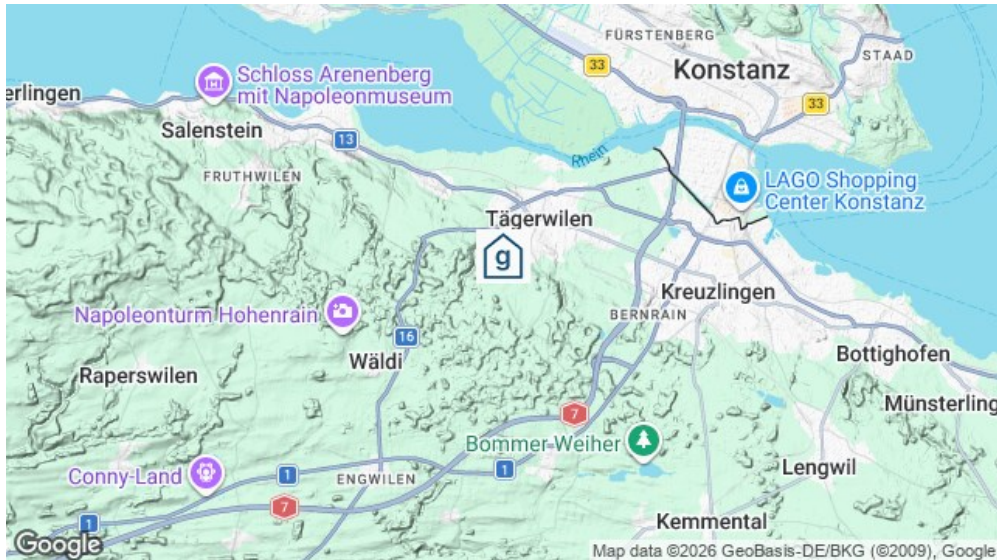 FÜRSTENBERG
STAAD
33
Konstanz
Schloss Arenenberg
mit Napoleonmuseum
erlingen
33
Salenstein
13
Rhein
FRUTHWILEN
LAGO Shopping
Center Konstanz
Tägerwilen
g
Kreuzlingen
Napoleonturm Hohenrain
BERNRAIN
16
Wäldi
Bottighofen
Raperswilen
Münsterling
7
Bommer Weiher
Conny-Land
1
ENGWILEN
1
Lengwil
7
1
Kemmental
Google
Map data ©2026 GeoBasis-DE/BKG (©2009), Google